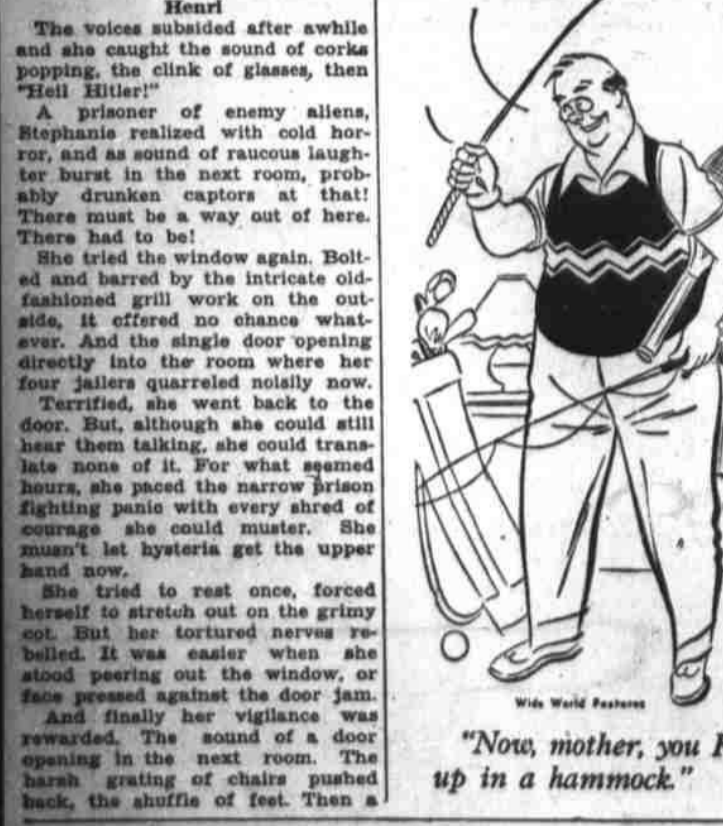 Henri
The voices subsided after awhile
and she caught the sound of corks
popping, the clink of glasses, then
"Heil Hitler!"
A prisoner of enemy aliens,
Stephanie realized with cold hor-
ror, and as sound of raucous laugh-
ter burst in the next room, prob-
ably drunken captors at that!
There must be a way out of here.
There had to be!
She tried the window again. Bolt-
ed and barred by the intricate old-
fashioned grill work on the out-
side, it offered no chance what-
ever. And the single door opening
directly into the room where her
four jailers quarreled noisily now.
Terrified, she went back to the
door. But, although she could still
hear them talking, she could trans-
late none of it. For what seemed
hours, she paced the narrow prison
fighting panic with every shred of
courage she could muster. She
musn't let hysteria get the upper
hand now.
She tried to rest once, forced
herself to stretch out on the grimy
cot. But her tortured nerves re-
belled. It was easier when she
stood peering out the window, or
face pressed against the door jam.
And finally her vigilance was
rewarded. The sound of a door
opening in the next room. The
harsh grating of chairs pushed
back, the shuffle of feet. Then a
Wide World Features
"Now, mother, you
up in a hammock."